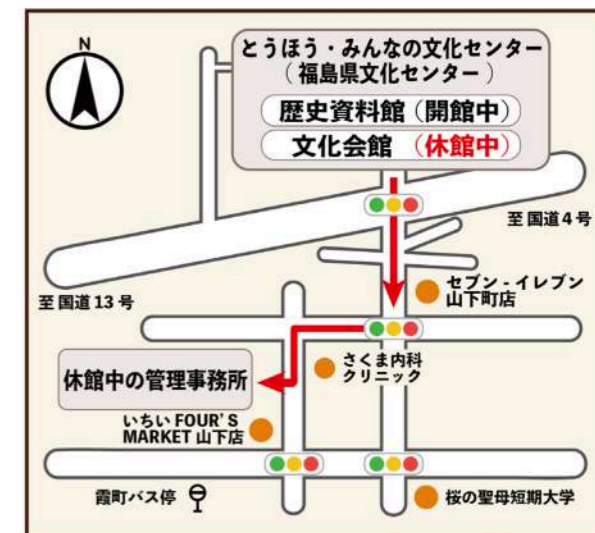 N
とうほう・みんなの文化センター
（福島県文化センター）
歴史資料館（開館中）
文化会館 （休館中）
至国道4号
至国道13号
セブン-イレブン
山下町店
さくま内科
クリニック
休館中の管理事務所
いちい FOUR'S
MARKET 山下店
霞町バス停
桜の聖母短期大学